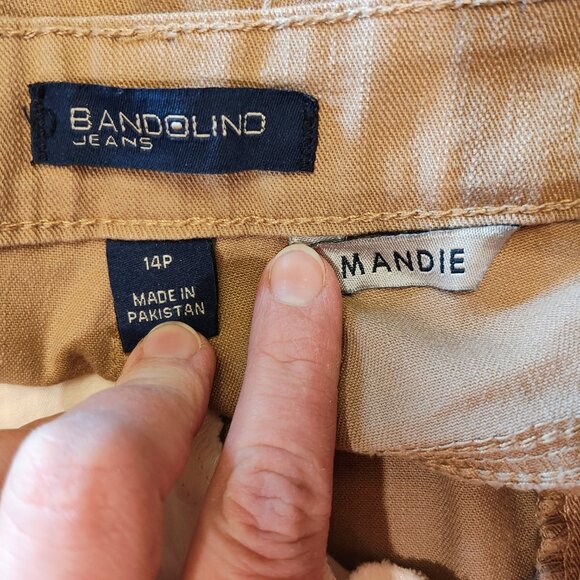 BANDOLINO
JEANS
14P
MADE IN
PAKISTAN
MANDIE